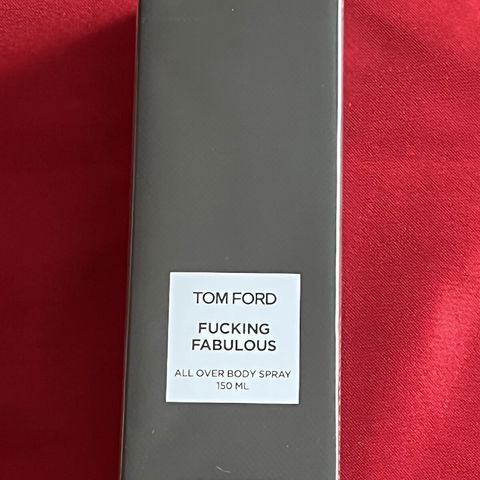 TOM FORD
FUCKING
FABULOUS
ALL OVER BODY SPRAY
150 ML